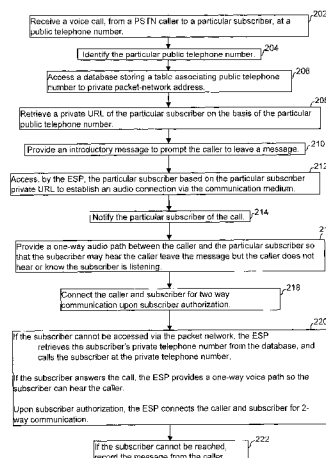 202
Receive a voice call, from a PSTN caller to a particular subscriber, at a
public telephone number.
204
Identify the particular public telephone number.
206
Access a database storing a table associating public telephone
number to private packet-network address.
208
Retrieve a private URL of the particular subscriber on the basis of the particular
public telephone number.
210
Provide an introductory message to prompt the caller to leave a message.
212
Access, by the ESP, the particular subscriber based on the particular subscriber
private URL to establish an audio connection via the communication medium.
214
Notify the particular subscriber of the call.
Provide a one-way audio path between the caller and the particular subscriber so
that the subscriber may hear the caller leave the message but the caller does not
hear or know the subscriber is listening.
218
Connect the caller and subscriber for two way
communication upon subscriber authorization.
220
If the subscriber cannot be accessed via the packet network, the ESP
retrieves the subscriber's private telephone number from the database, and
calls the subscriber at the private telephone number.
If the subscriber answers the call, the ESP provides a one-way voice path so the
subscriber can hear the caller.
Upon subscriber authorization, the ESP connects the caller and subscriber for 2-
way communication.
222
If the subscriber cannot be reached,
record the message from the caller